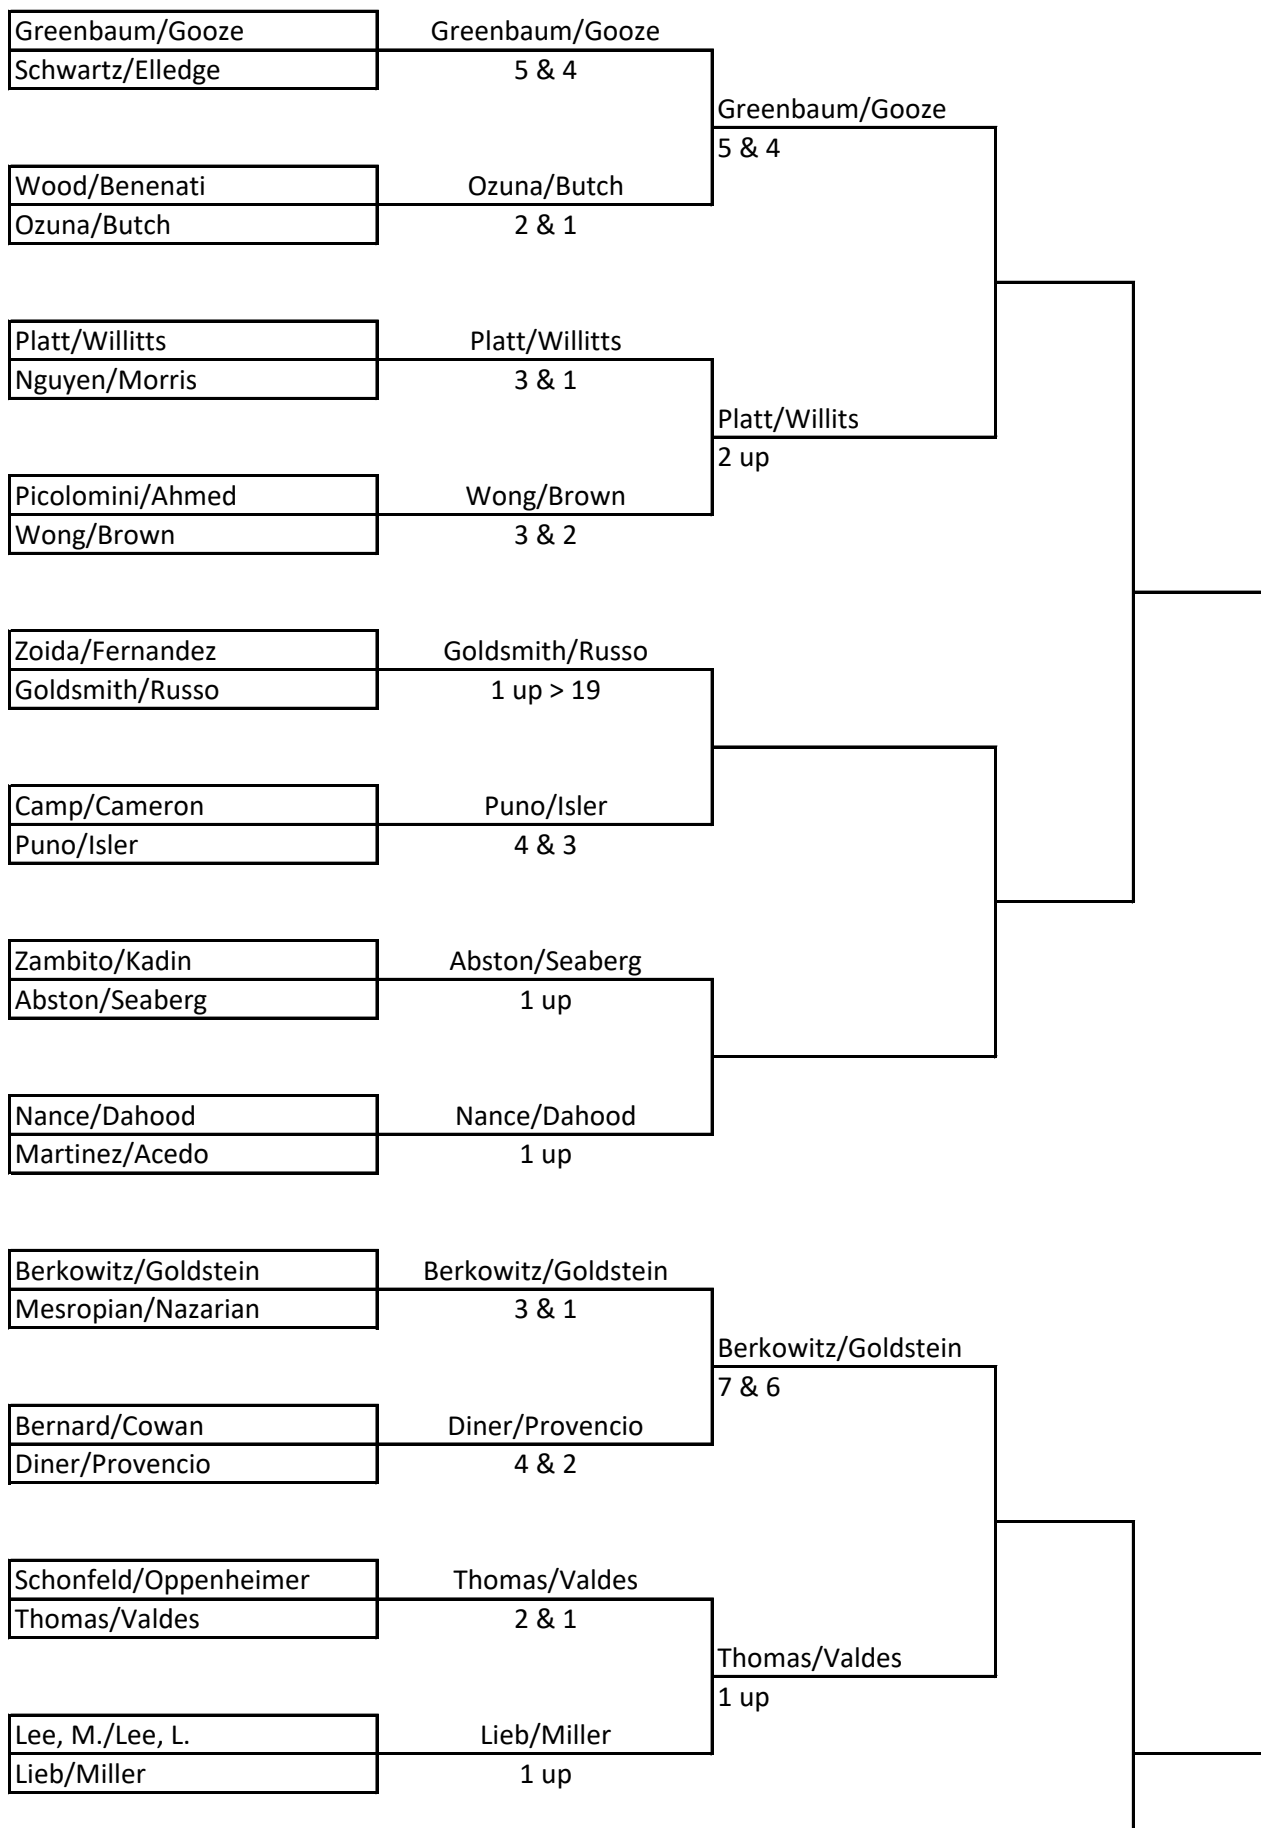 Greenbaum/Gooze
Schwartz/Elledge
Greenbaum/Gooze
5 & 4
Greenbaum/Gooze
5 & 4
Wood/Benenati
Ozuna/Butch
Ozuna/Butch
2 & 1
Platt/Willitts
Nguyen/Morris
Platt/Willitts
3 & 1
Platt/Willits
2 up
Picolomini/Ahmed
Wong/Brown
Wong/Brown
3 & 2
Zoida/Fernandez
Goldsmith/Russo
Goldsmith/Russo
1 up > 19
Camp/Cameron
Puno/Isler
Puno/Isler
4 & 3
Zambito/Kadin
Abston/Seaberg
Abston/Seaberg
1 up
Nance/Dahood
Martinez/Acedo
Nance/Dahood
1 up
Berkowitz/Goldstein
Mesropian/Nazarian
Berkowitz/Goldstein
3 & 1
Berkowitz/Goldstein
7 & 6
Bernard/Cowan
Diner/Provencio
Diner/Provencio
4 & 2
Schonfeld/Oppenheimer
Thomas/Valdes
Thomas/Valdes
2 & 1
Thomas/Valdes
1 up
Lee, M./Lee, L.
Lieb/Miller
Lieb/Miller
1 up